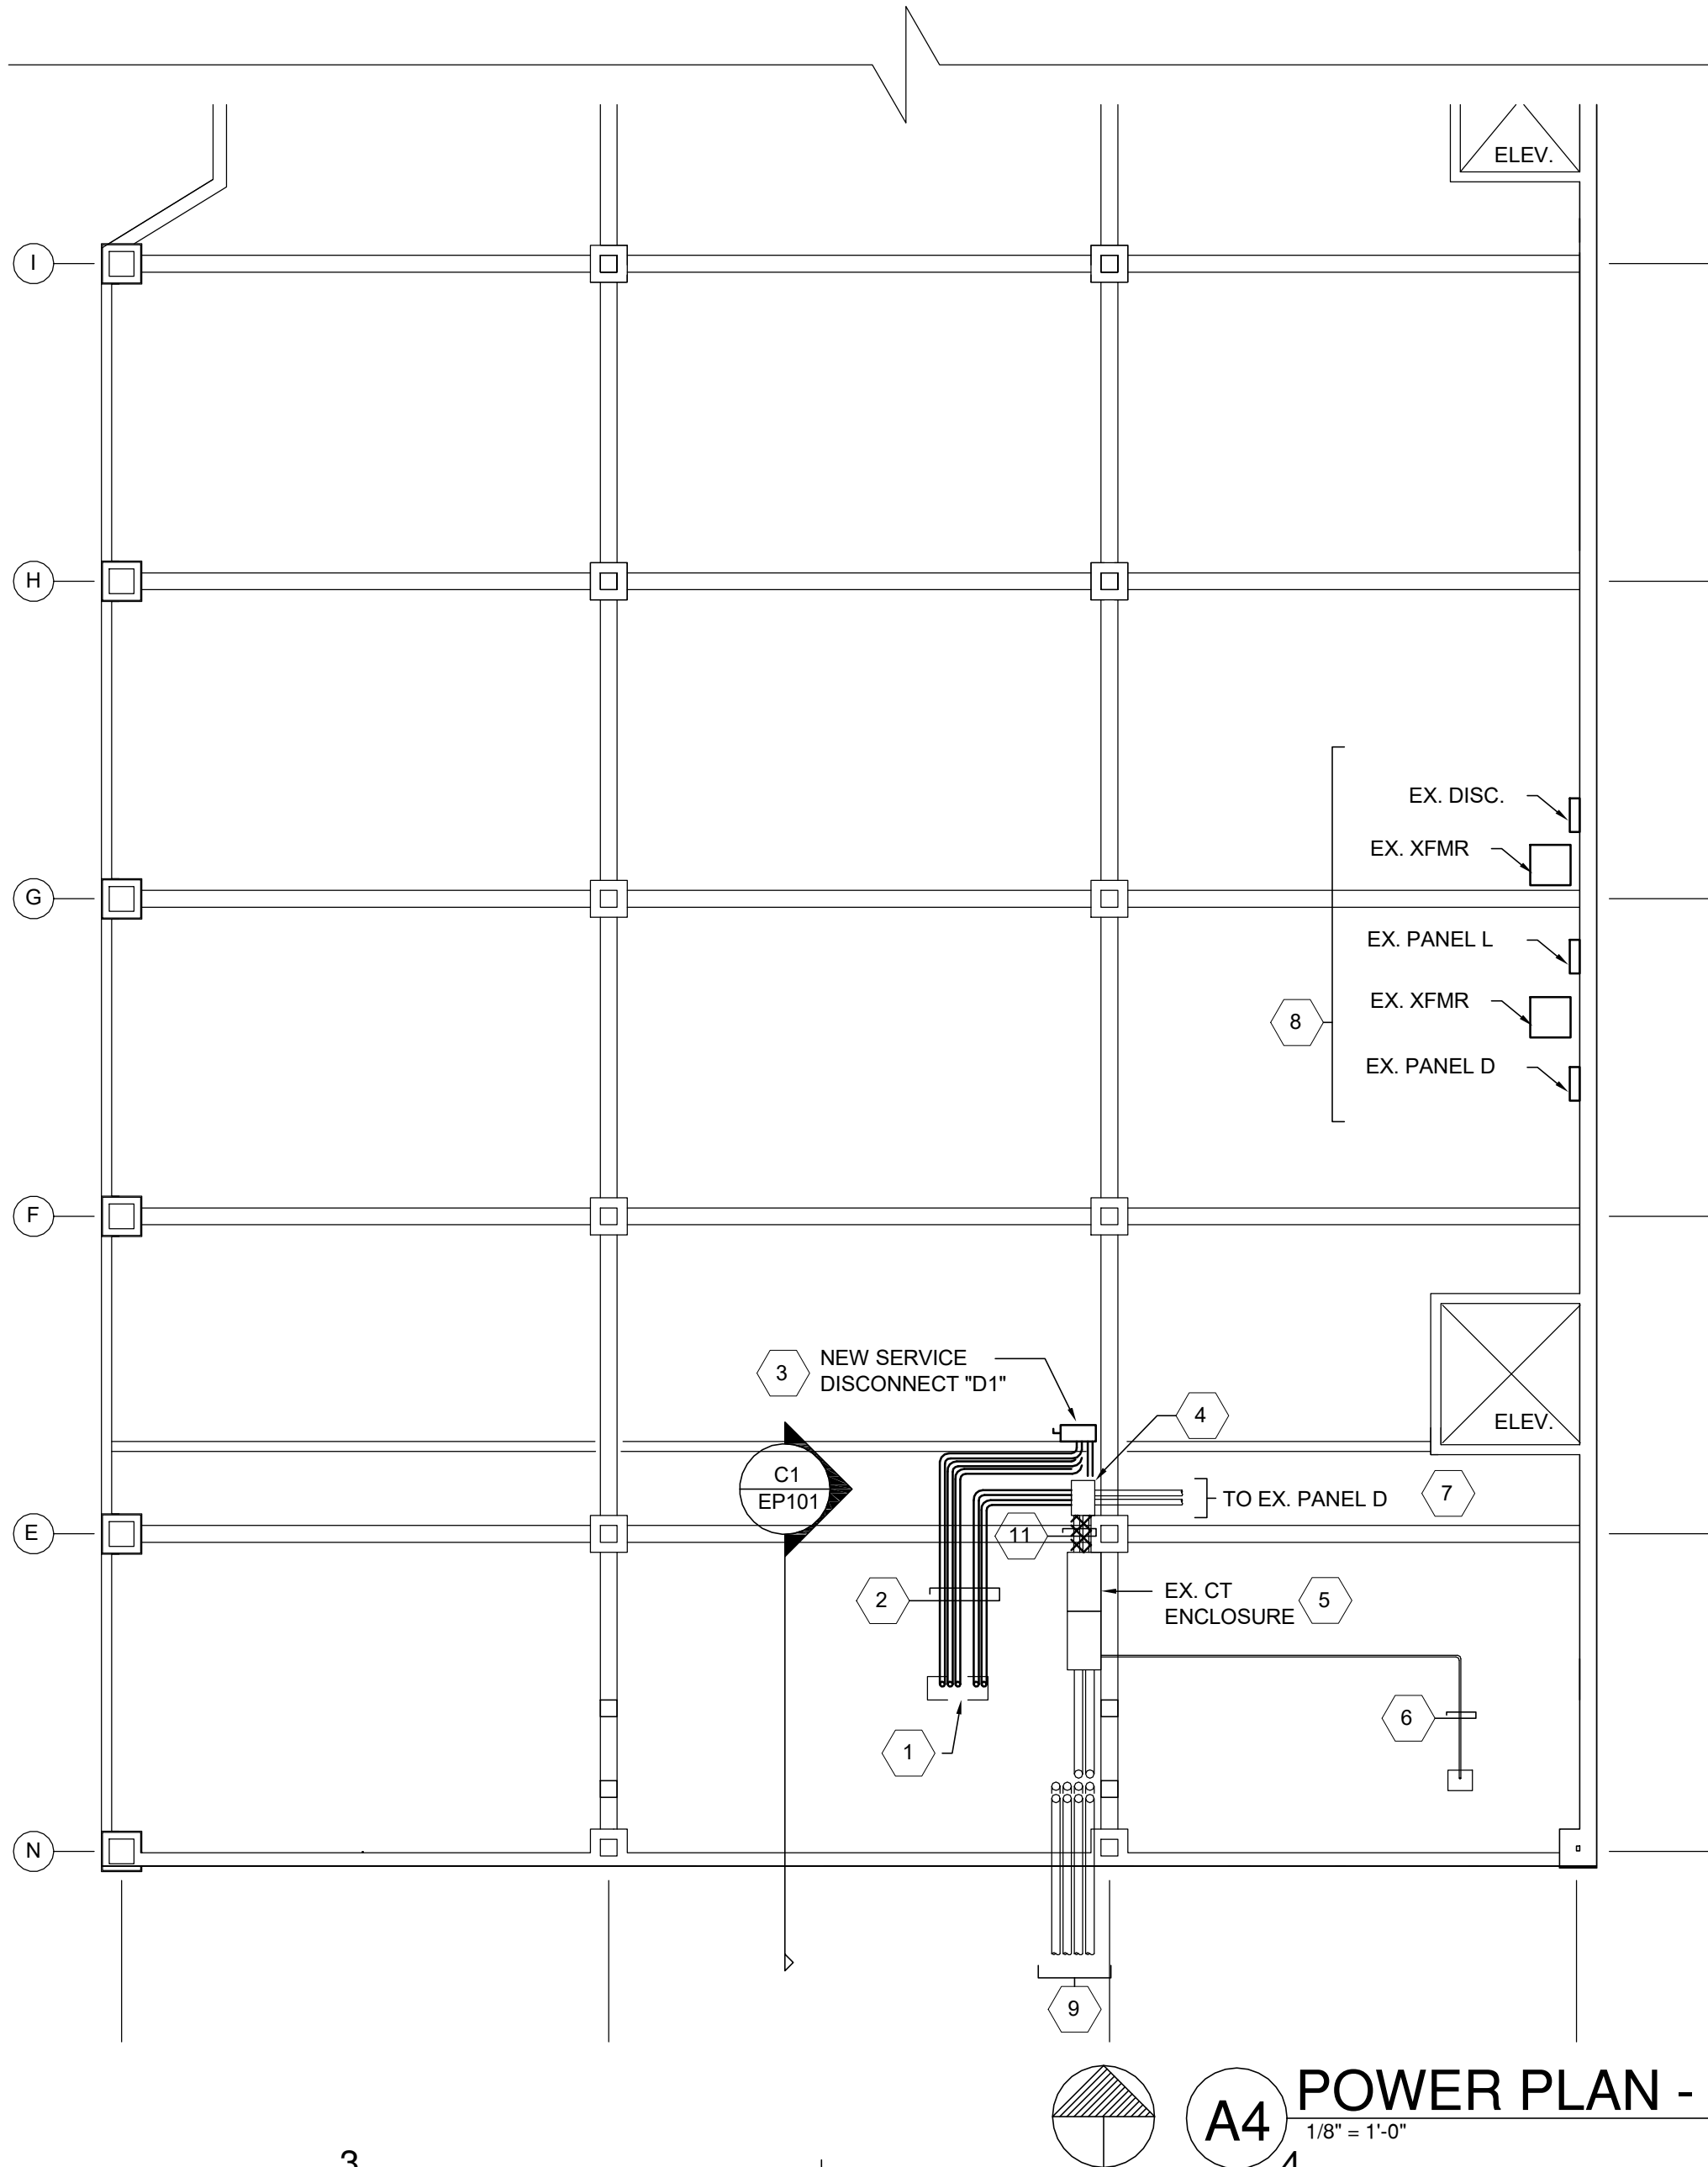 ELEV.
I
H
EX. DISC.
EX. XFMR
G
EX. PANEL L
EX. XFMR
8
EX. PANEL D
F
3
NEW SERVICE
DISCONNECT "D1"
4
ELEV.
C1
EP101
TO EX. PANEL D
7
E
11
2
EX. CT
ENCLOSURE
5
6
1
N
9
A4
POWER PLAN -
1/8" = 1'-0"
3
4